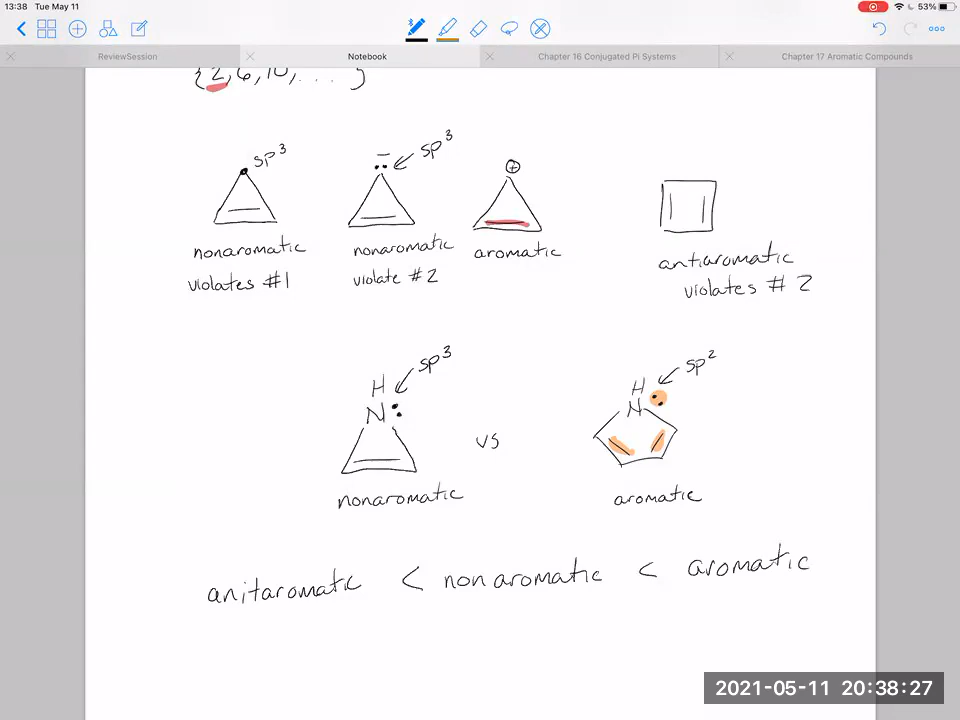 13:38 Tue May 11
53%
ReviewSession
Notebook
Chapter 16 Conjugated Pi Systems
Chapter 17 Aromatic Compounds
{2,6,10,....}
sp³
sp³
nonaromatic
violates #1
nonaromatic
violate #2
aromatic
antiaromatic
violates #2
sp³
H
N:
nonaromatic
vs
sp²
H
N:
aromatic
anitaromatic < nonaromatic < aromatic
2021-05-11 20:38:27